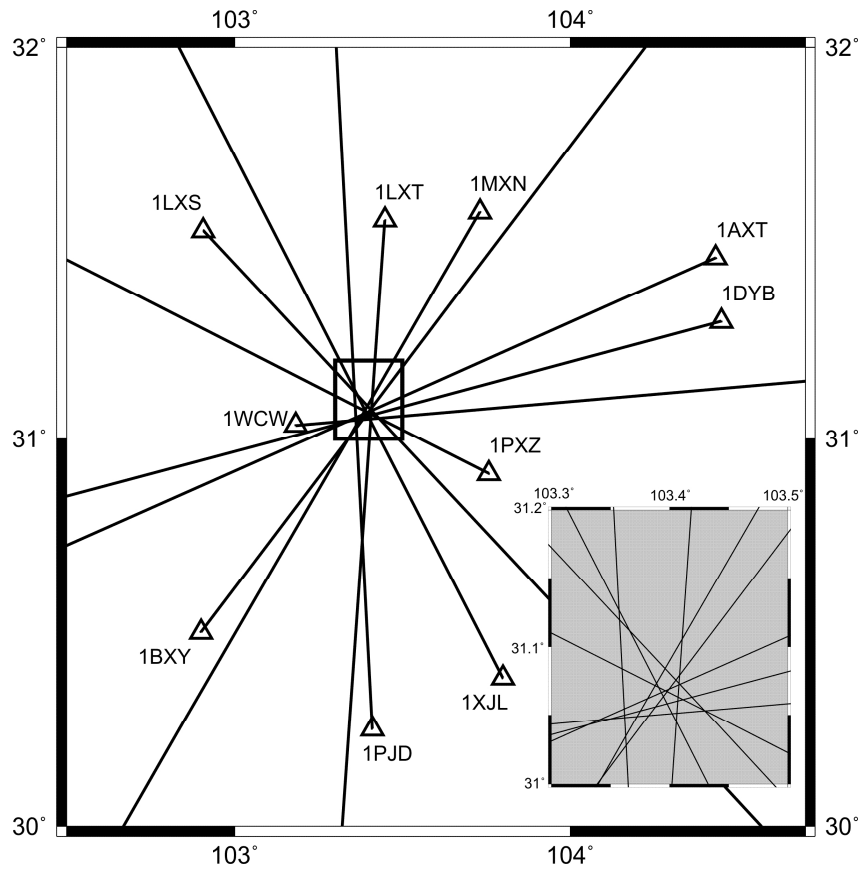 103° 104°
32° 32°
1LXS 1LXT 1MXN
1AXT
1DYB
1WCW
31° 31°
1PXZ
103.3° 103.4° 103.5°
31.2°
31.1°
31°
1BXY
1XJL
1PJD
30° 30°
103° 104°